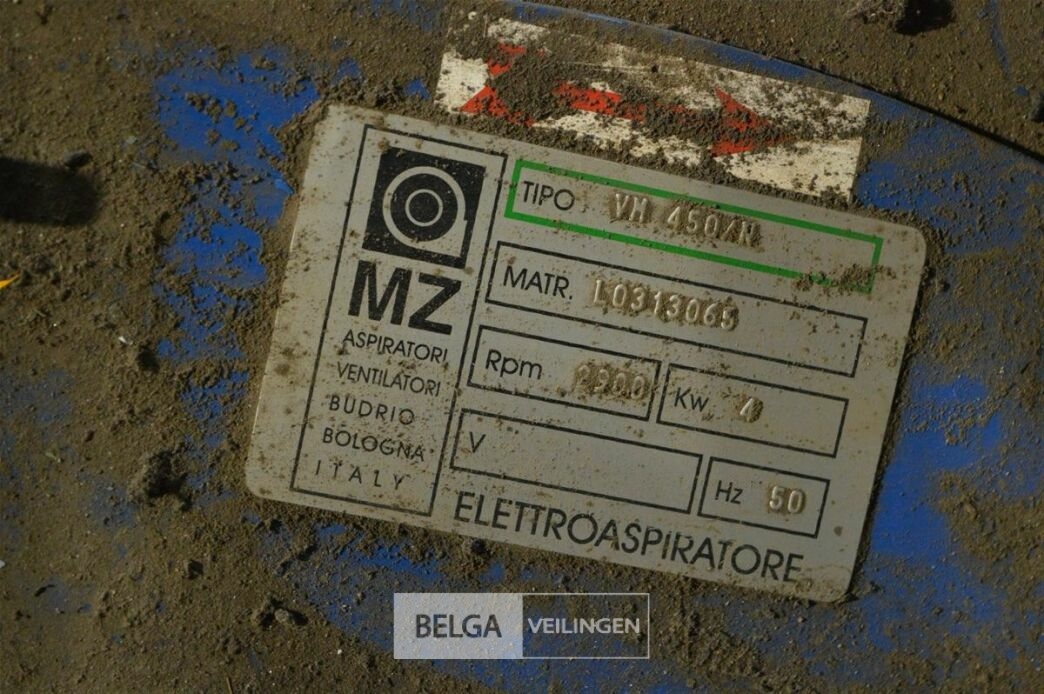 MZ
ASPIRATORI
VENTILATORI
BUDRIO
BOLOGNA
ITALY
TIPO VM 450/N
MATR. L0313065
Rpm 2900 Kw 4
V Hz 50
ELETTROASPIRATORE
BELGA VEILINGEN